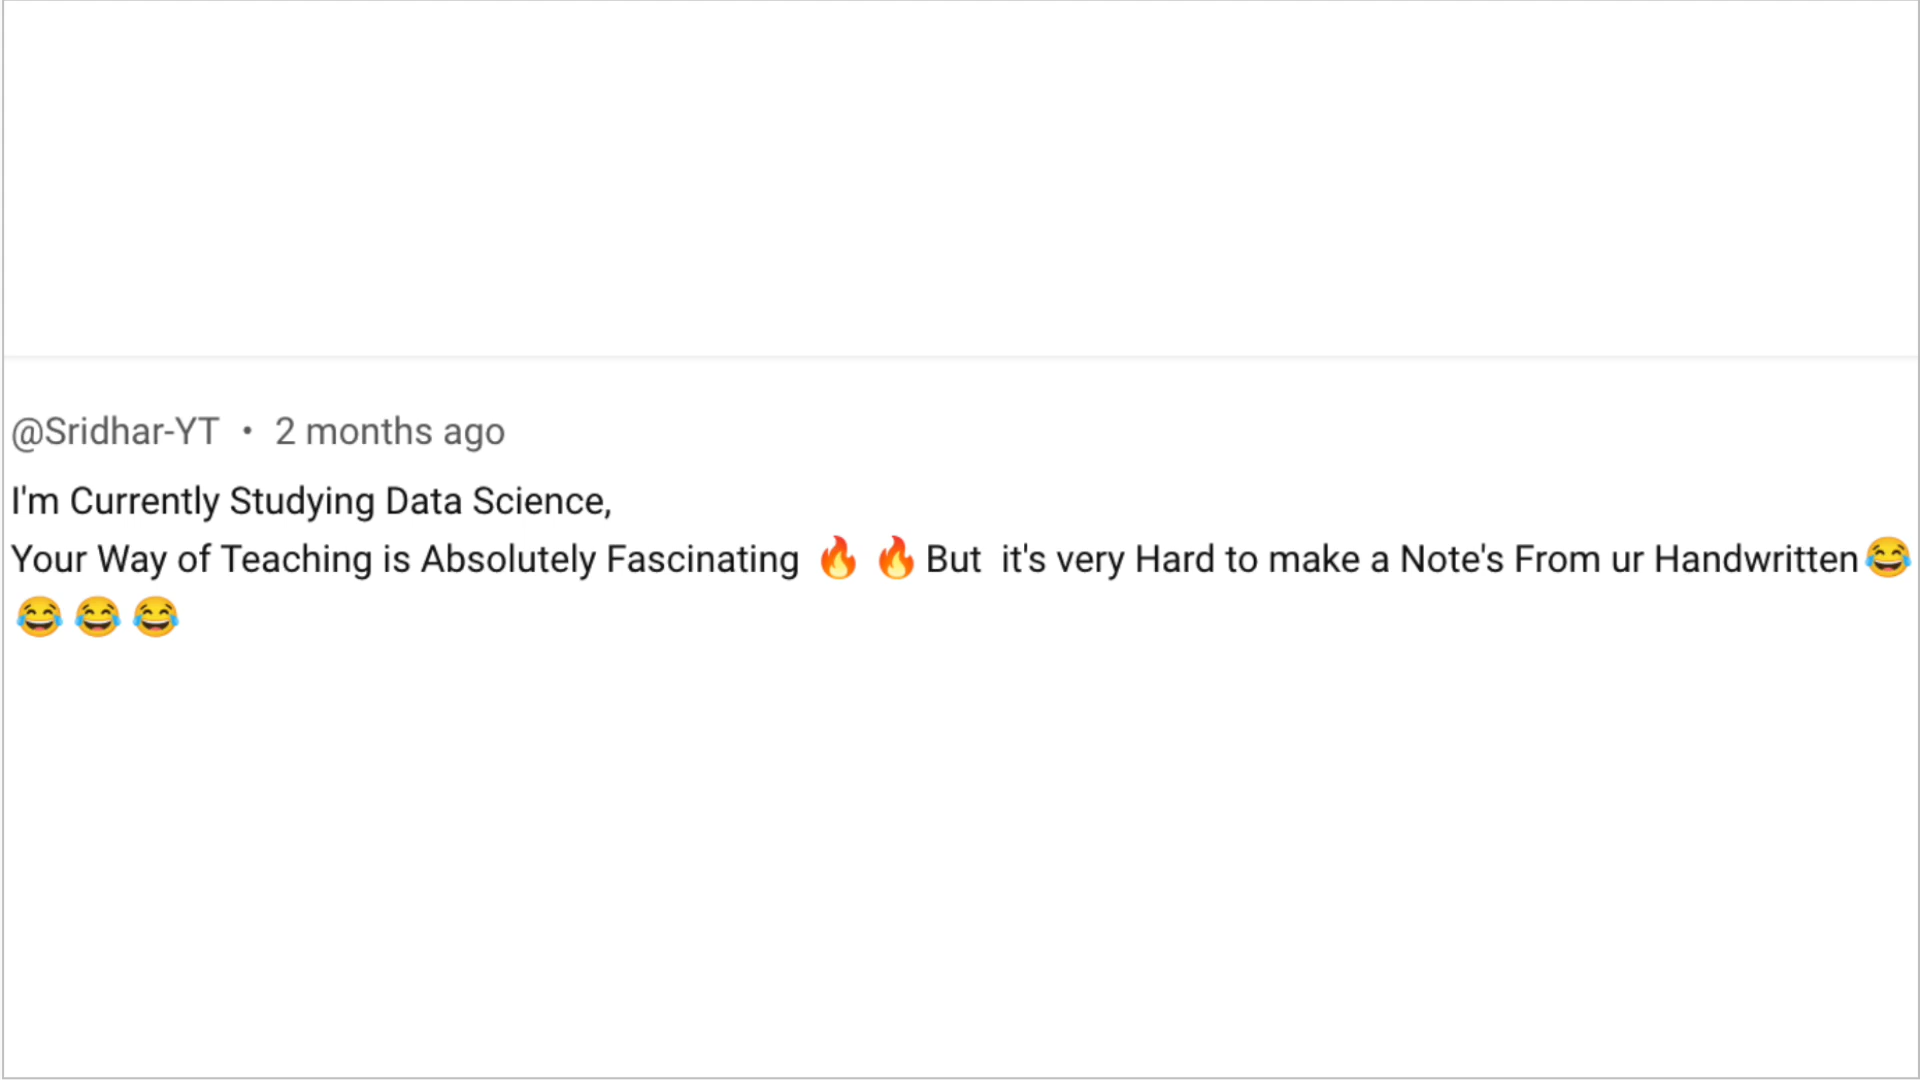 @Sridhar-YT • 2 months ago
I'm Currently Studying Data Science,
Your Way of Teaching is Absolutely Fascinating 🔥 🔥 But  it's very Hard to make a Note's From ur Handwritten😂
😂 😂 😂